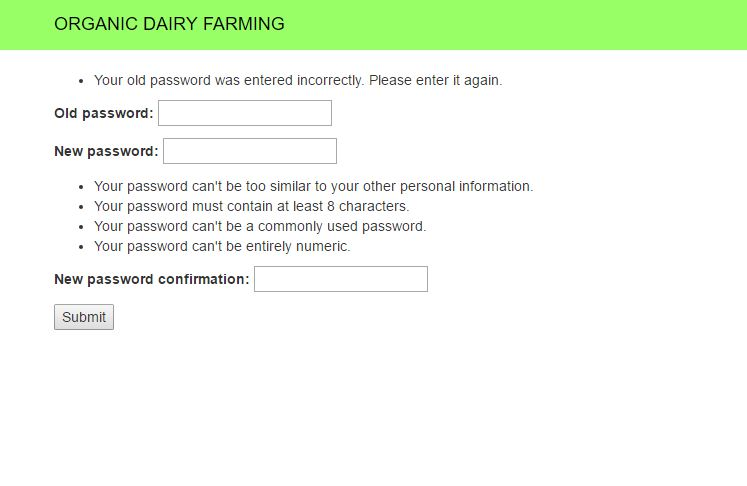 ORGANIC DAIRY FARMING
Your old password was entered incorrectly. Please enter it again.
Old password:
New password:
Your password can't be too similar to your other personal information.
Your password must contain at least 8 characters.
Your password can't be a commonly used password.
Your password can't be entirely numeric.
New password confirmation:
Submit